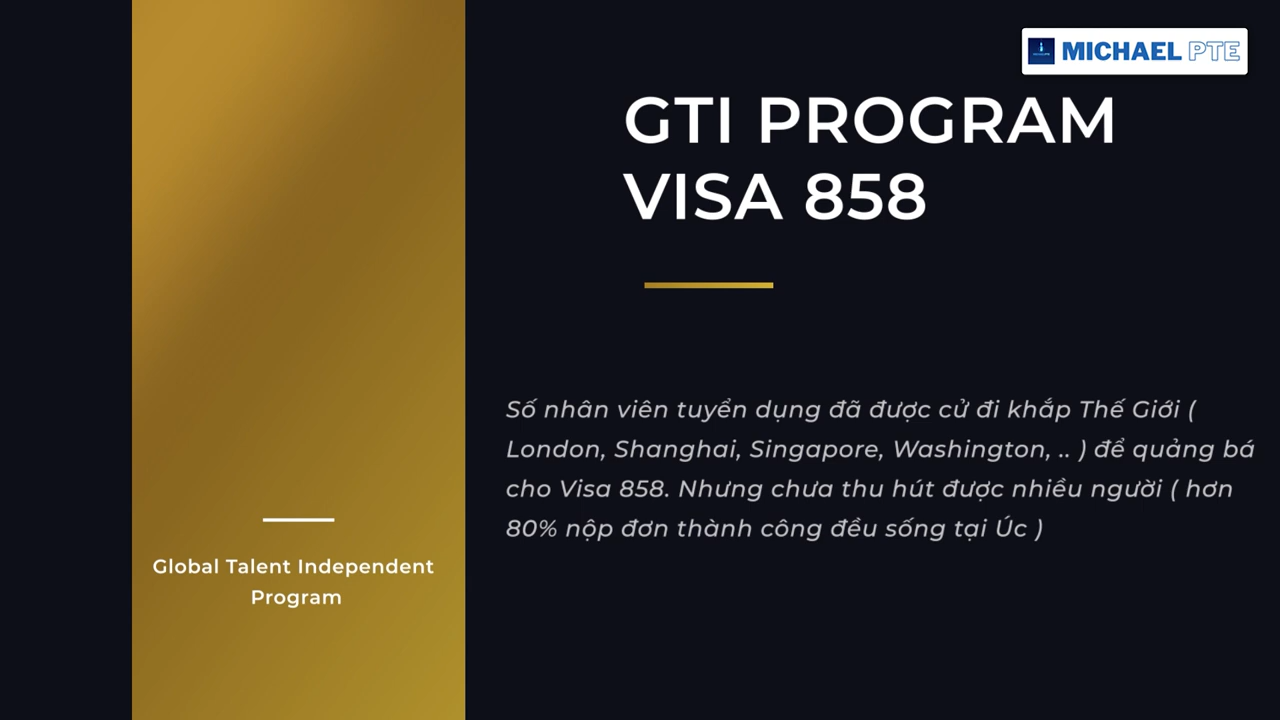 MICHAEL PTE
GTI PROGRAM
VISA 858
Số nhân viên tuyển dụng đã được cử đi khắp Thế Giới (
London, Shanghai, Singapore, Washington, .. ) để quảng bá
cho Visa 858. Nhưng chưa thu hút được nhiều người ( hơn
80% nộp đơn thành công đều sống tại Úc )
Global Talent Independent
Program